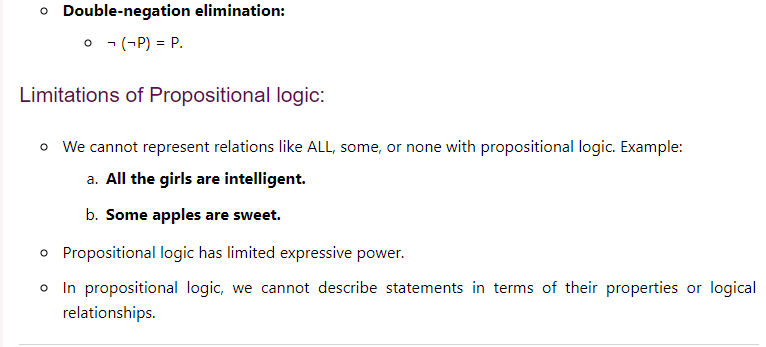 Double-negation elimination:
¬ (¬P) = P.
Limitations of Propositional logic:
We cannot represent relations like ALL, some, or none with propositional logic. Example:
a. All the girls are intelligent.
b. Some apples are sweet.
Propositional logic has limited expressive power.
In propositional logic, we cannot describe statements in terms of their properties or logical
relationships.